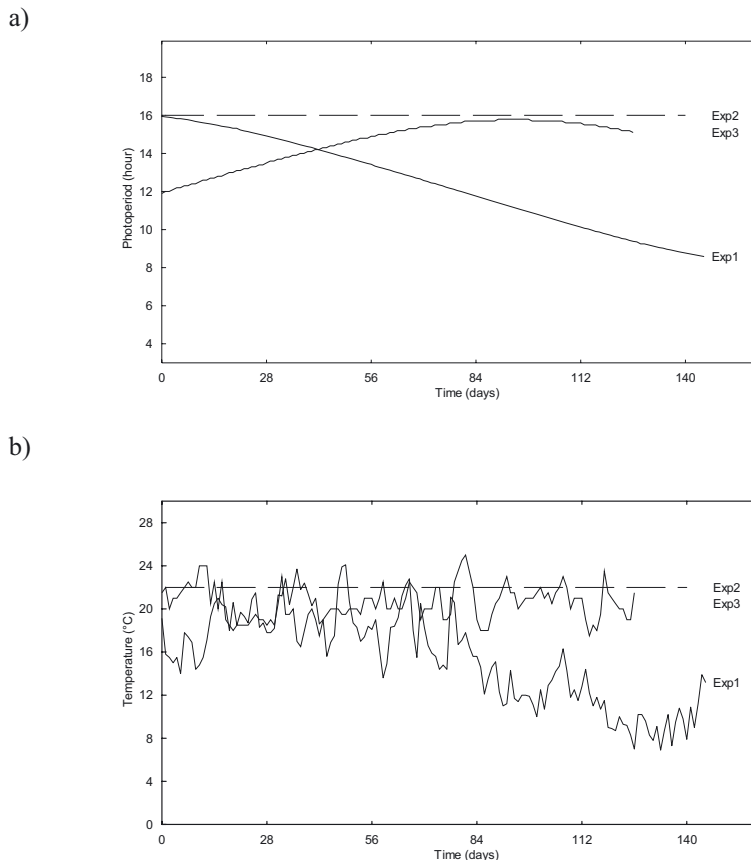 a)
18
16
14
12
10
8
6
4
Photoperiod (hour)
Exp2
Exp3
Exp1
0 28 56 84 112 140
Time (days)
b)
28
24
20
16
12
8
4
0
Temperature (°C)
Exp2
Exp3
Exp1
0 28 56 84 112 140
Time (days)